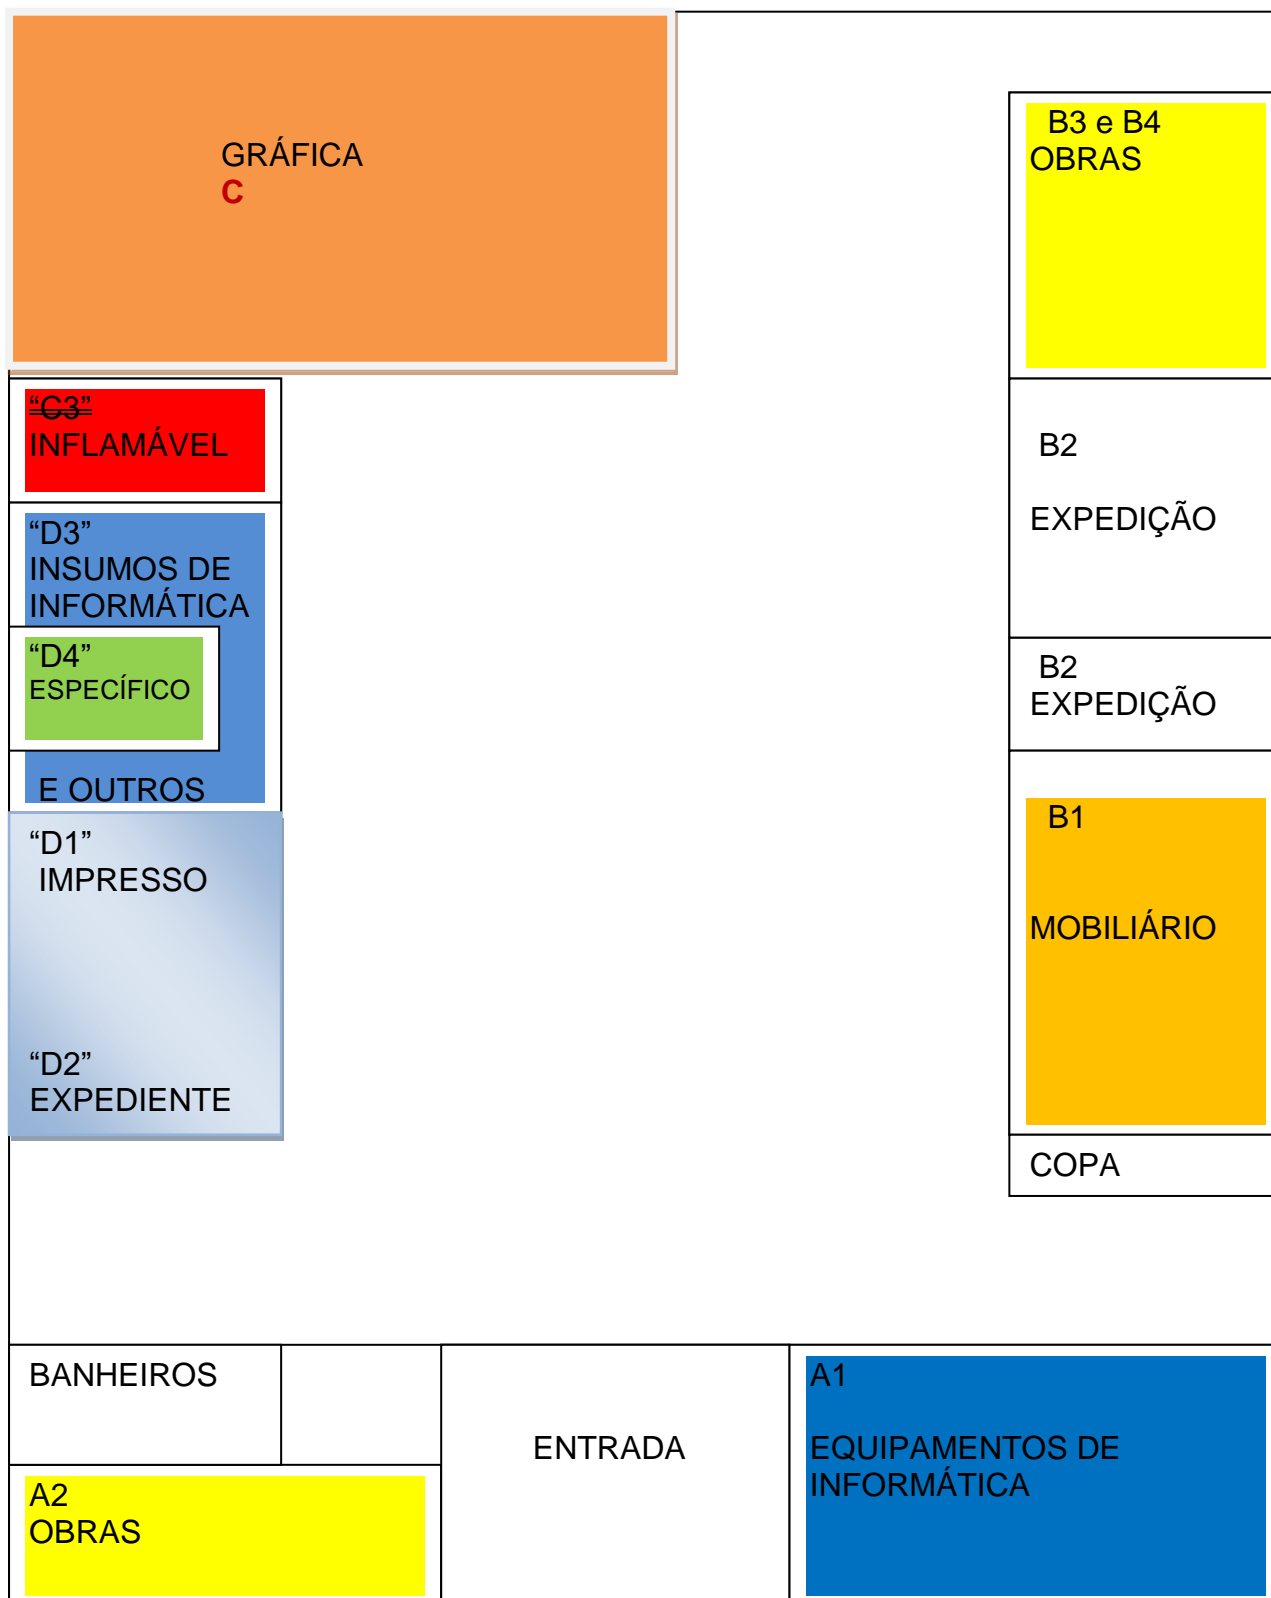 GRÁFICA
C
B3 e B4
OBRAS
“C3”
INFLAMÁVEL
B2
EXPEDIÇÃO
“D3”
INSUMOS DE
INFORMÁTICA
“D4”
ESPECÍFICO
E OUTROS
B2
EXPEDIÇÃO
“D1”
IMPRESSO
B1
MOBILIÁRIO
“D2”
EXPEDIENTE
COPA
BANHEIROS
ENTRADA
A1
EQUIPAMENTOS DE
INFORMÁTICA
A2
OBRAS